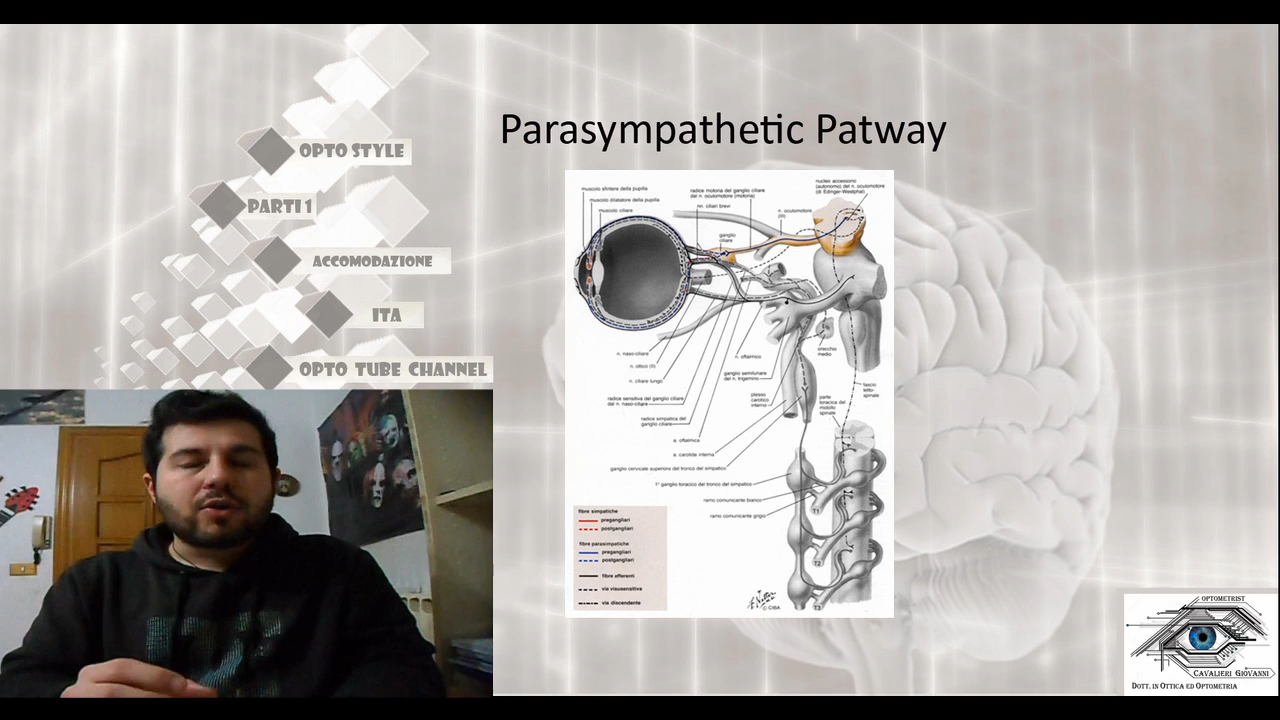 Parasympathetic Patway
OPTO STYLE
PARTI 1
ACCOMODAZIONE
ITA
OPTO TUBE CHANNEL
muscolo sfintere della pupilla
muscolo dilatatore della pupilla
muscolo ciliare
radice motoria del ganglio ciliare
dal n. oculomotore (motoria)
nn. ciliari brevi
ganglio
ciliare
n. oculomotore
(III)
nucleo accessorio
(autonomo) del n. oculomotore
(di Edinger-Westphal)
n. naso-ciliare
n. ottico (II)
n. ciliare lungo
radice sensitiva del ganglio ciliare
dal n. naso-ciliare
radice simpatica del
ganglio ciliare
a. oftalmica
a. carotide interna
ganglio cervicale superiore del tronco del simpatico
1° ganglio toracico del tronco del simpatico
ramo comunicante bianco
ramo comunicante grigio
n. oftalmico
ganglio semilunare
del n. trigemino
plesso
carotico
interno
orecchio
medio
parte
toracica del
midollo
spinale
fascio
tetto-
spinale
T1
T2
T3
fibre simpatiche
pregangliari
postgangliari
fibre parasimpatiche
pregangliari
postgangliari
fibre afferenti
via visusensitiva
via discendente
© CIBA
OPTOMETRIST
CAVALIERI GIOVANNI
DOTT. IN OTTICA ED OPTOMETRIA